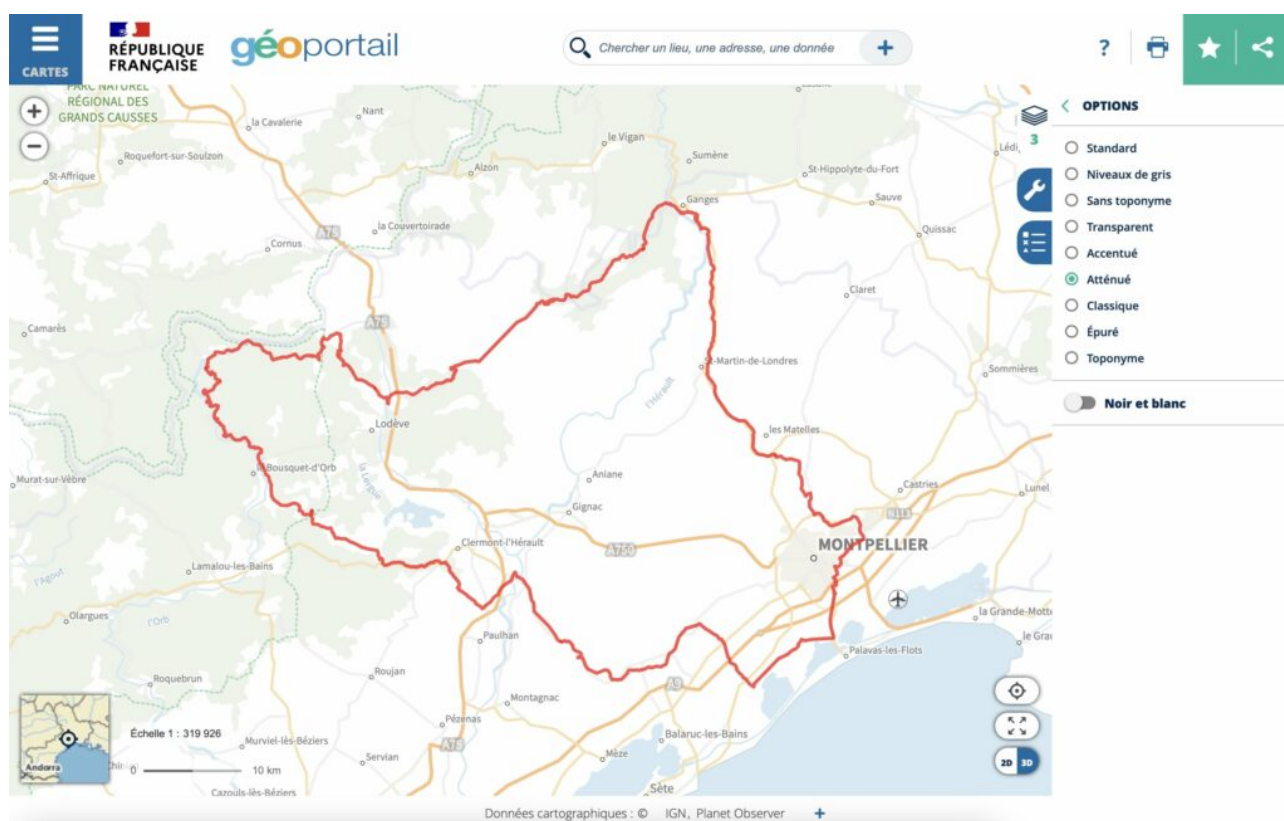 CARTES
RÉPUBLIQUE
FRANÇAISE
géoportail
Chercher un lieu, une adresse, une donnée
+
?
PARC NATUREL
RÉGIONAL DES
GRANDS CAUSSES
+
−
la Cavalerie
Nant
Roquefort-sur-Soulzon
St-Affrique
le Vigan
Sumène
Alzon
St-Hippolyte-du-Fort
Lédi
3
Ganges
Sauve
la Couvertoirade
A75
Cornus
Quissac
Claret
Camarès
A75
St-Martin-de-Londres
Sommières
l'Hérault
Lodève
les Matelles
le Bousquet-d'Orb
la Lergue
Murat-sur-Vèbre
Aniane
Castries
Lunel
Gignac
N113
Clermont-l'Hérault
A750
MONTPELLIER
Lamalou-les-Bains
l'Agout
Olargues
l'Orb
la Grande-Motte
Paulhan
le Grau
Palavas-les-Flots
Roquebrun
Roujan
A9
Montagnac
Pézenas
Balaruc-les-Bains
Murviel-lès-Béziers
A75
Mèze
Servian
Cazouls-lès-Béziers
Sète
Andorra
Échelle 1 : 319 926
0
10 km
2D
3D
OPTIONS
Standard
Niveaux de gris
Sans toponyme
Transparent
Accentué
Atténué
Classique
Épuré
Toponyme
Noir et blanc
Données cartographiques : © IGN, Planet Observer +